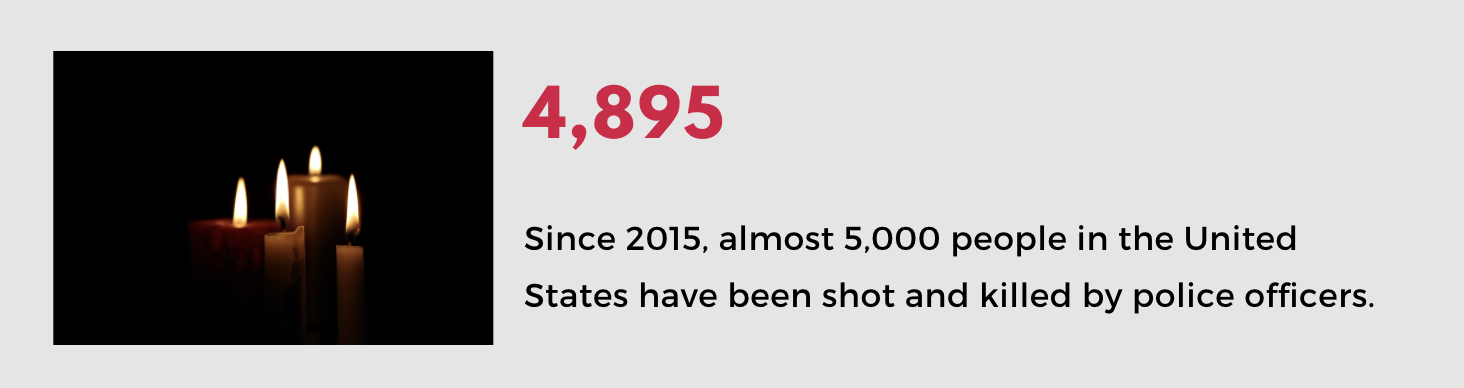 4,895
Since 2015, almost 5,000 people in the United
States have been shot and killed by police officers.